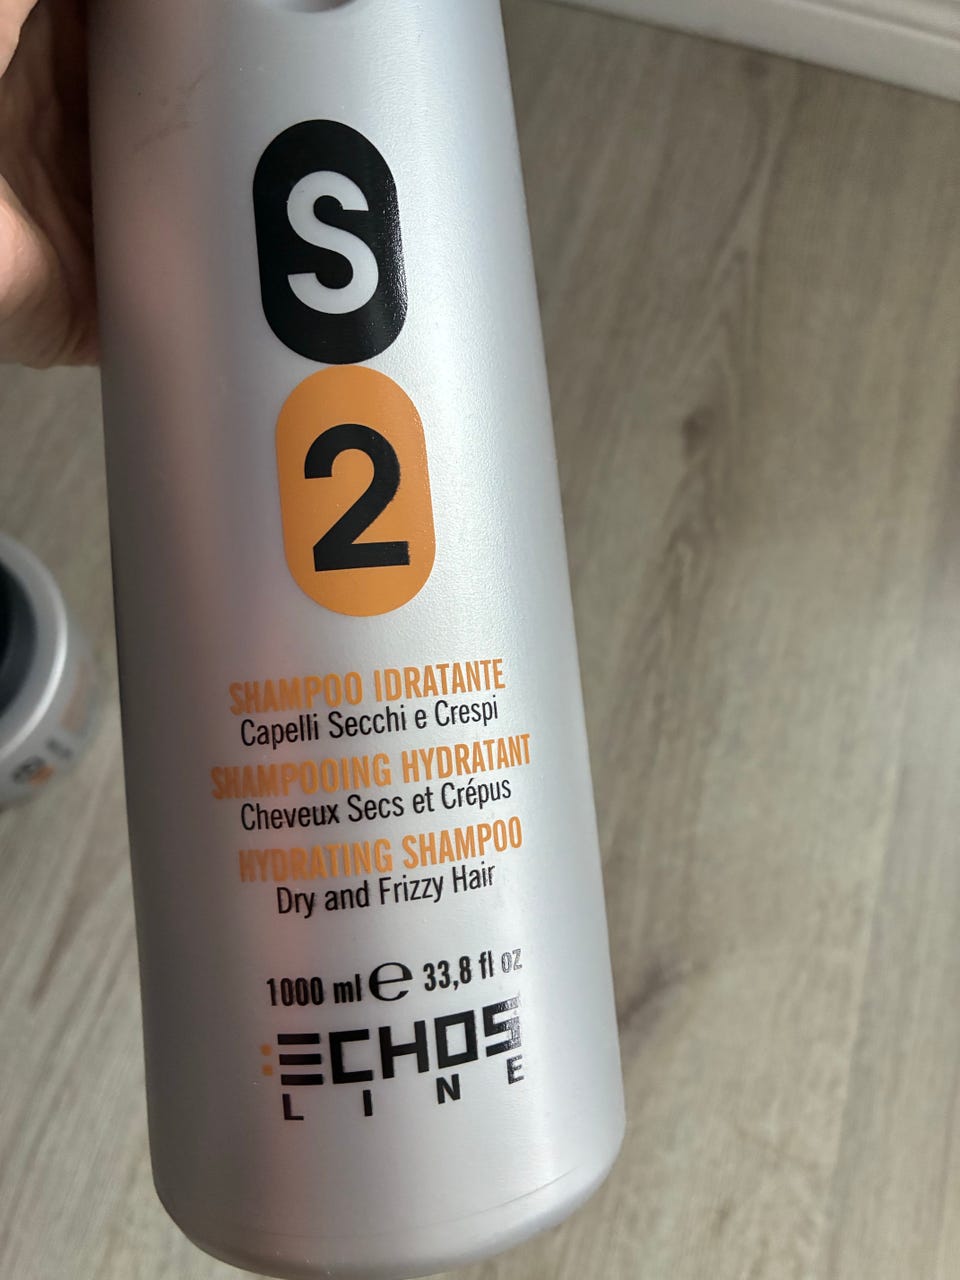 S
2
SHAMPOO IDRATANTE
Capelli Secchi e Crespi
SHAMPOOING HYDRATANT
Cheveux Secs et Crépus
HYDRATING SHAMPOO
Dry and Frizzy Hair
1000 ml ℮ 33,8 fl oz
:ECHOS
LINE